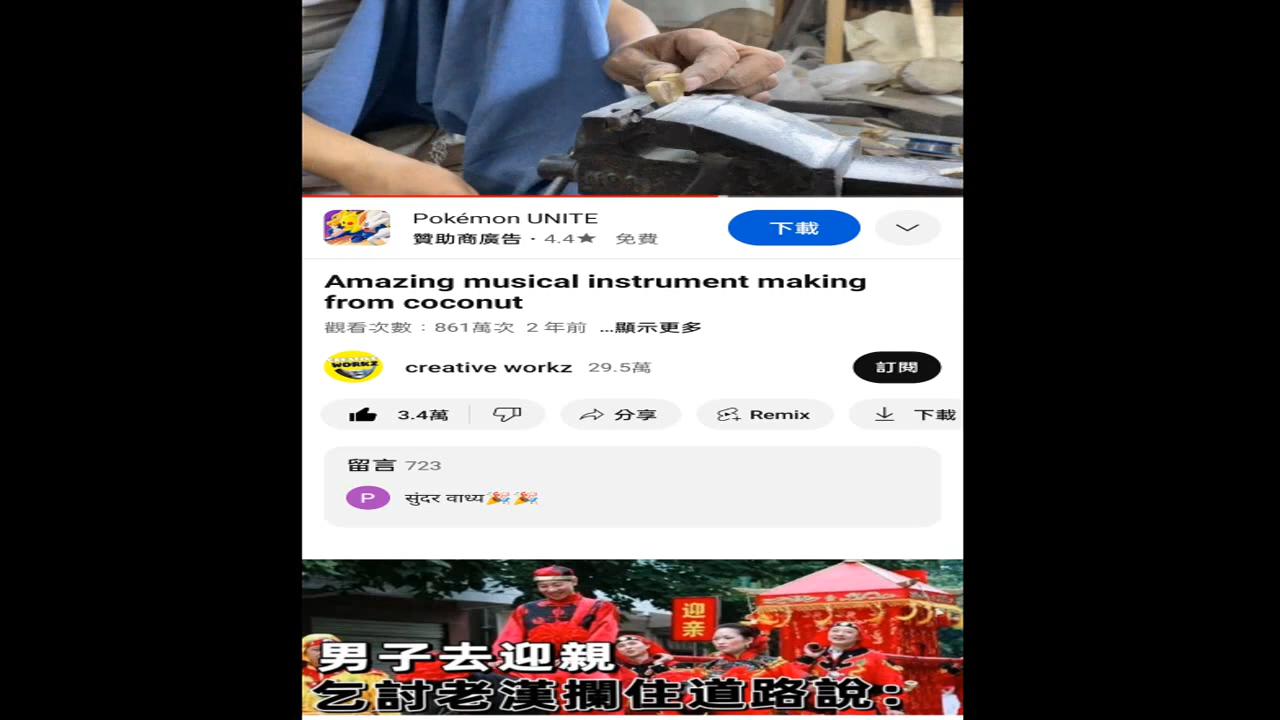 Pokémon UNITE
贊助商廣告・4.4★ 免費
下載
Amazing musical instrument making
from coconut
觀看次數：861萬次 2 年前 ...顯示更多
WORKZ
creative workz 29.5萬
訂閱
3.4萬
分享
Remix
下載
留言 723
P
सुंदर वाध्य🎉🎉
迎
亲
男子去迎親
乞討老漢攔住道路說：